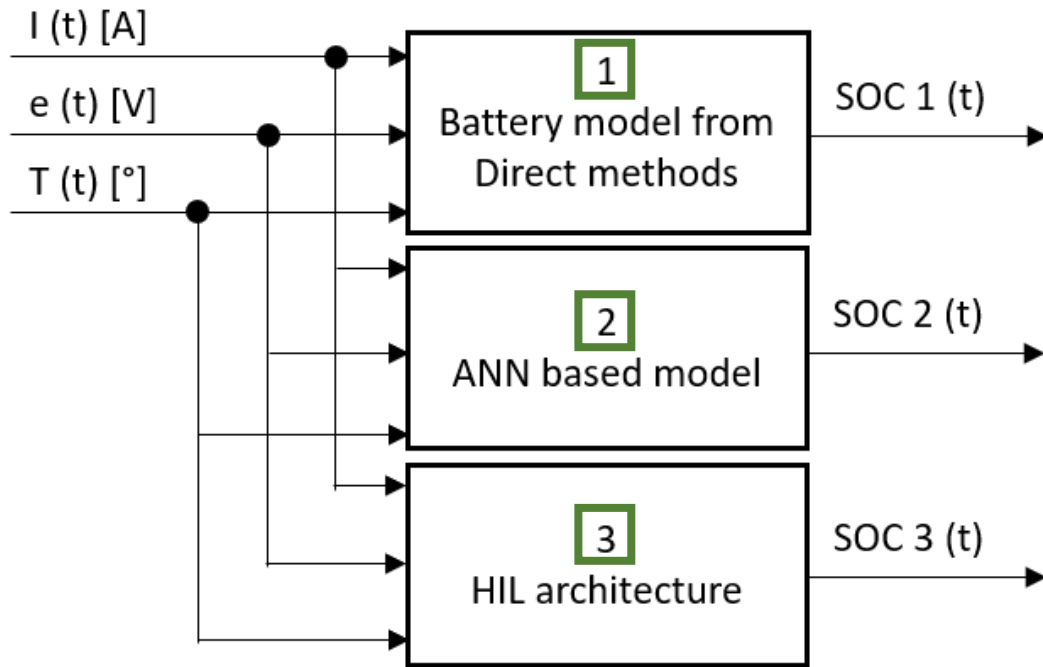 I (t) [A]
e (t) [V]
T (t) [°]
1
Battery model from
Direct methods
SOC 1 (t)
2
ANN based model
SOC 2 (t)
3
HIL architecture
SOC 3 (t)